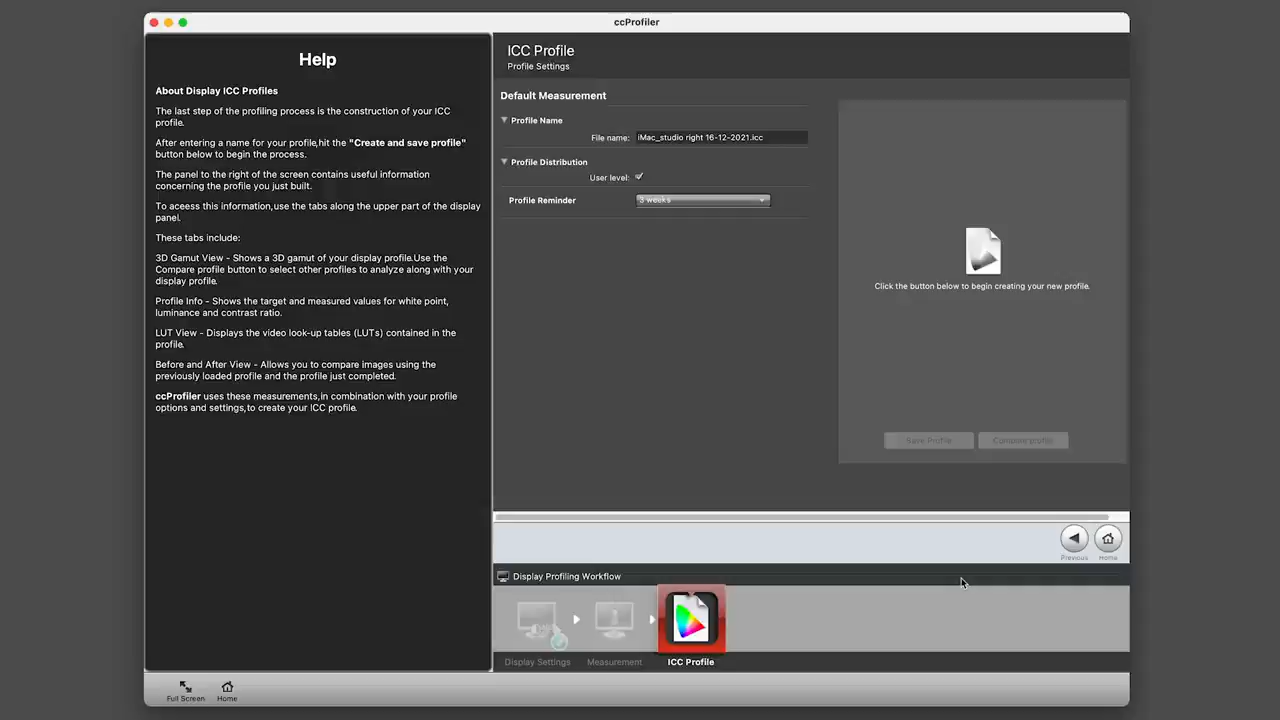 ccProfiler
Help
About Display ICC Profiles
The last step of the profiling process is the construction of your ICC
profile.
After entering a name for your profile,hit the "Create and save profile"
button below to begin the process.
The panel to the right of the screen contains useful information
concerning the profile you just built.
To acess this information,use the tabs along the upper part of the display
panel.
These tabs include:
3D Gamut View - Shows a 3D gamut of your display profile.Use the
Compare profile button to select other profiles to analyze along with your
display profile.
Profile Info - Shows the target and measured values for white point,
luminance and contrast ratio.
LUT View - Displays the video look-up tables (LUTs) contained in the
profile.
Before and After View - Allows you to compare images using the
previously loaded profile and the profile just completed.
ccProfiler uses these measurements,in combination with your profile
options and settings,to create your ICC profile.
ICC Profile
Profile Settings
Default Measurement
Profile Name
File name: iMac_studio right 16-12-2021.icc
Profile Distribution
User level:
Profile Reminder 3 weeks
Click the button below to begin creating your new profile.
Save Profile Compare profile
Previous Home
Display Profiling Workflow
Display Settings Measurement ICC Profile
Full Screen Home